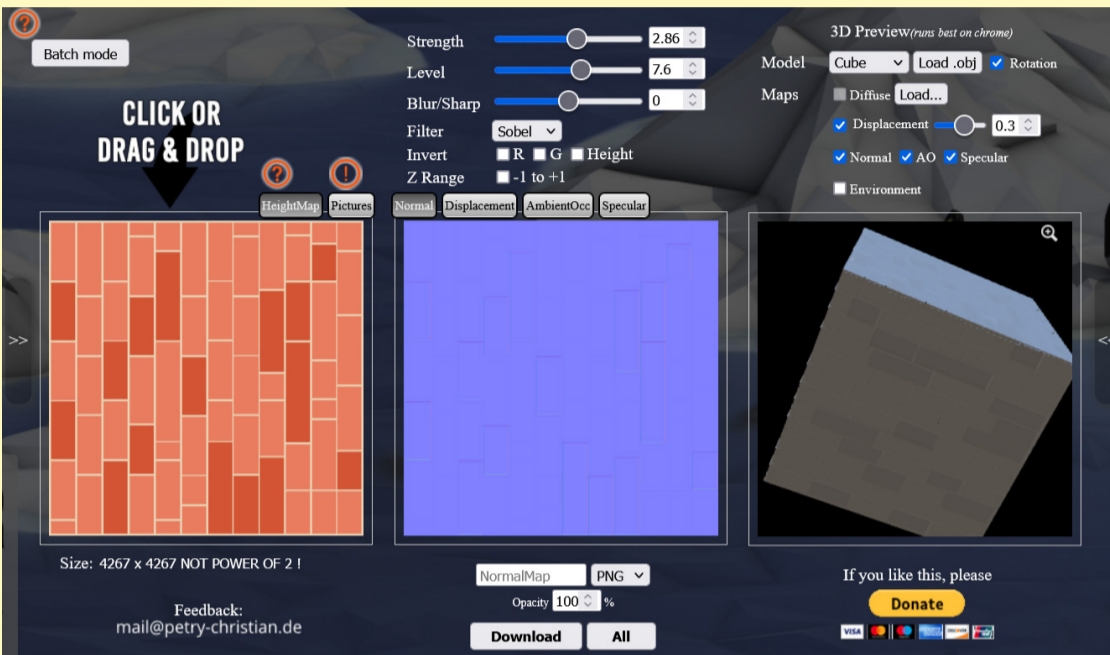 ?
Batch mode
CLICK OR
DRAG & DROP
?
!
HeightMap
Pictures
>>
Size: 4267 x 4267 NOT POWER OF 2 !
Feedback:
mail@petry-christian.de
Strength 2.86
Level 7.6
Blur/Sharp 0
Filter Sobel
Invert R G Height
Z Range -1 to +1
Normal Displacement AmbientOcc Specular
NormalMap PNG
Opacity 100 %
Download All
3D Preview(runs best on chrome)
Model Cube Load .obj Rotation
Maps Diffuse Load...
Displacement 0.3
Normal AO Specular
Environment
<
If you like this, please
Donate
VISA